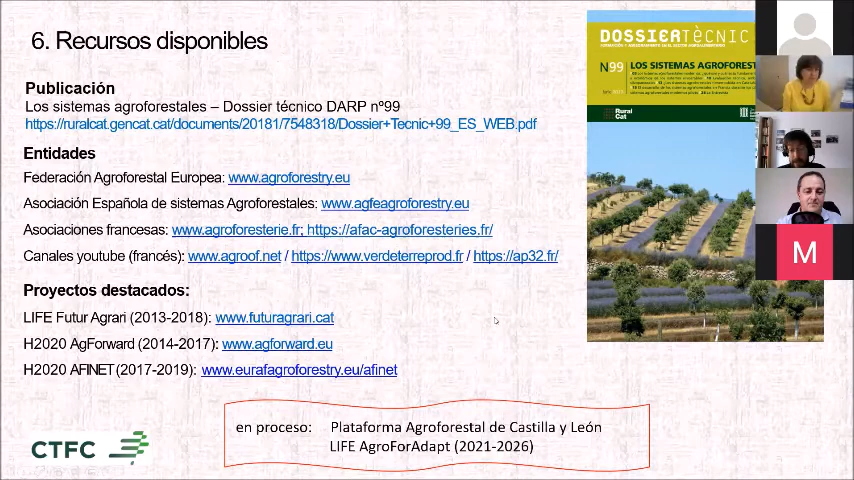 6. Recursos disponibles
Publicación
Los sistemas agroforestales – Dossier técnico DARP nº99
https://ruralcat.gencat.cat/documents/20181/7548318/Dossier+Tecnic+99_ES_WEB.pdf
Entidades
Federación Agroforestal Europea: www.agroforestry.eu
Asociación Española de sistemas Agroforestales: www.agfeagroforestry.eu
Asociaciones francesas: www.agroforesterie.fr; https://afac-agroforesteries.fr/
Canales youtube (francés): www.agroof.net / https://www.verdeterreprod.fr / https://ap32.fr/
Proyectos destacados:
LIFE Futur Agrari (2013-2018): www.futuragrari.cat
H2020 AgForward (2014-2017): www.agforward.eu
H2020 AFINET (2017-2019): www.eurafagroforestry.eu/afinet
en proceso: Plataforma Agroforestal de Castilla y León
LIFE AgroForAdapt (2021-2026)
CTFC
DOSSIER TÈCNIC
N99
LOS SISTEMAS AGROFOREST
Rural
Cat
M